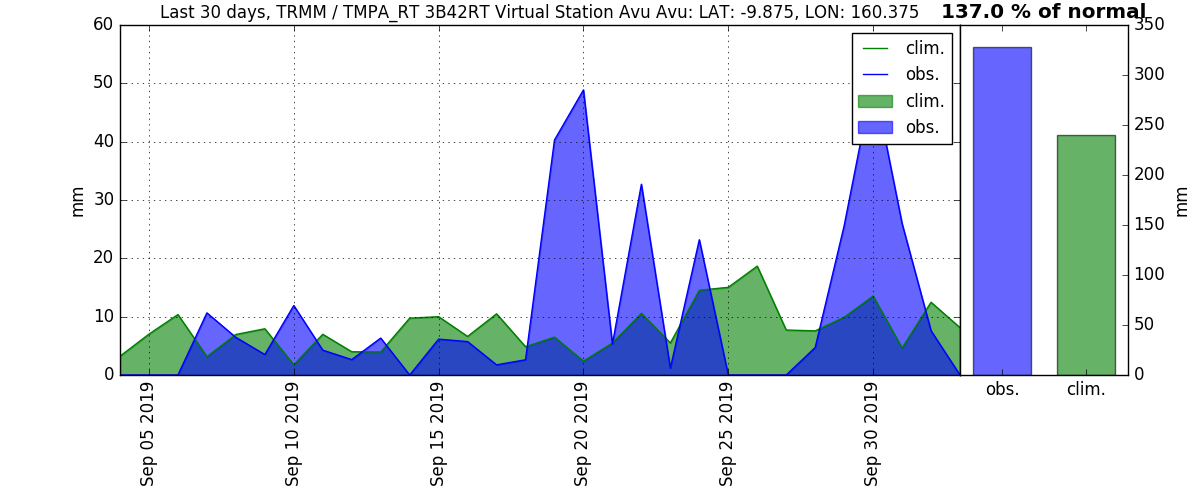 Last 30 days, TRMM / TMPA_RT 3B42RT Virtual Station Avu Avu: LAT: -9.875, LON: 160.375
137.0 % of normal
60
50
40
30
20
10
0
mm
clim.
obs.
clim.
obs.
Sep 05 2019
Sep 10 2019
Sep 15 2019
Sep 20 2019
Sep 25 2019
Sep 30 2019
350
300
250
200
150
100
50
0
mm
obs.
clim.